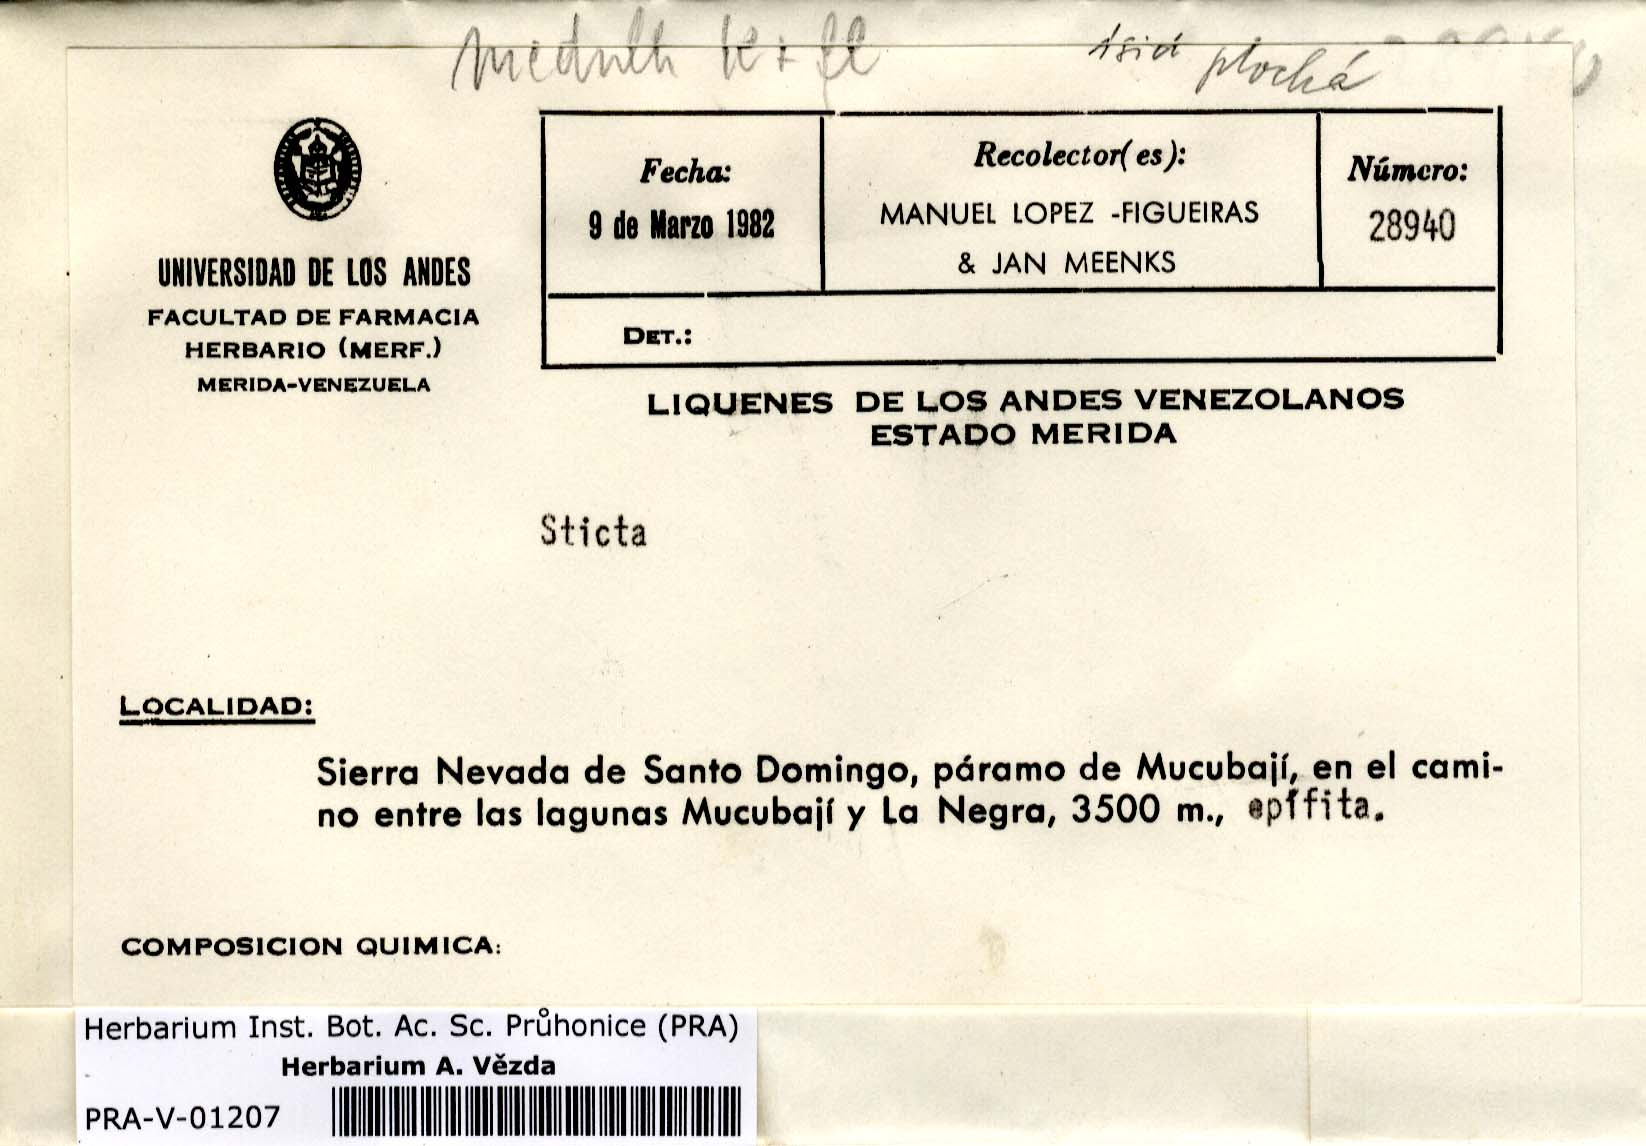 K +
plochá
UNIVERSIDAD DE LOS ANDES
FACULTAD DE FARMACIA
HERBARIO (MERF.)
MERIDA-VENEZUELA
Fecha:
9 de Marzo 1982
Recolector(es):
MANUEL LOPEZ -FIGUEIRAS
& JAN MEENKS
Número:
28940
DET.:
LIQUENES DE LOS ANDES VENEZOLANOS
ESTADO MERIDA
Sticta
LOCALIDAD:
Sierra Nevada de Santo Domingo, páramo de Mucubají, en el cami-
no entre las lagunas Mucubají y La Negra, 3500 m., epífita.
COMPOSICION QUIMICA:
Herbarium Inst. Bot. Ac. Sc. Průhonice (PRA)
Herbarium A. Vězda
PRA-V-01207